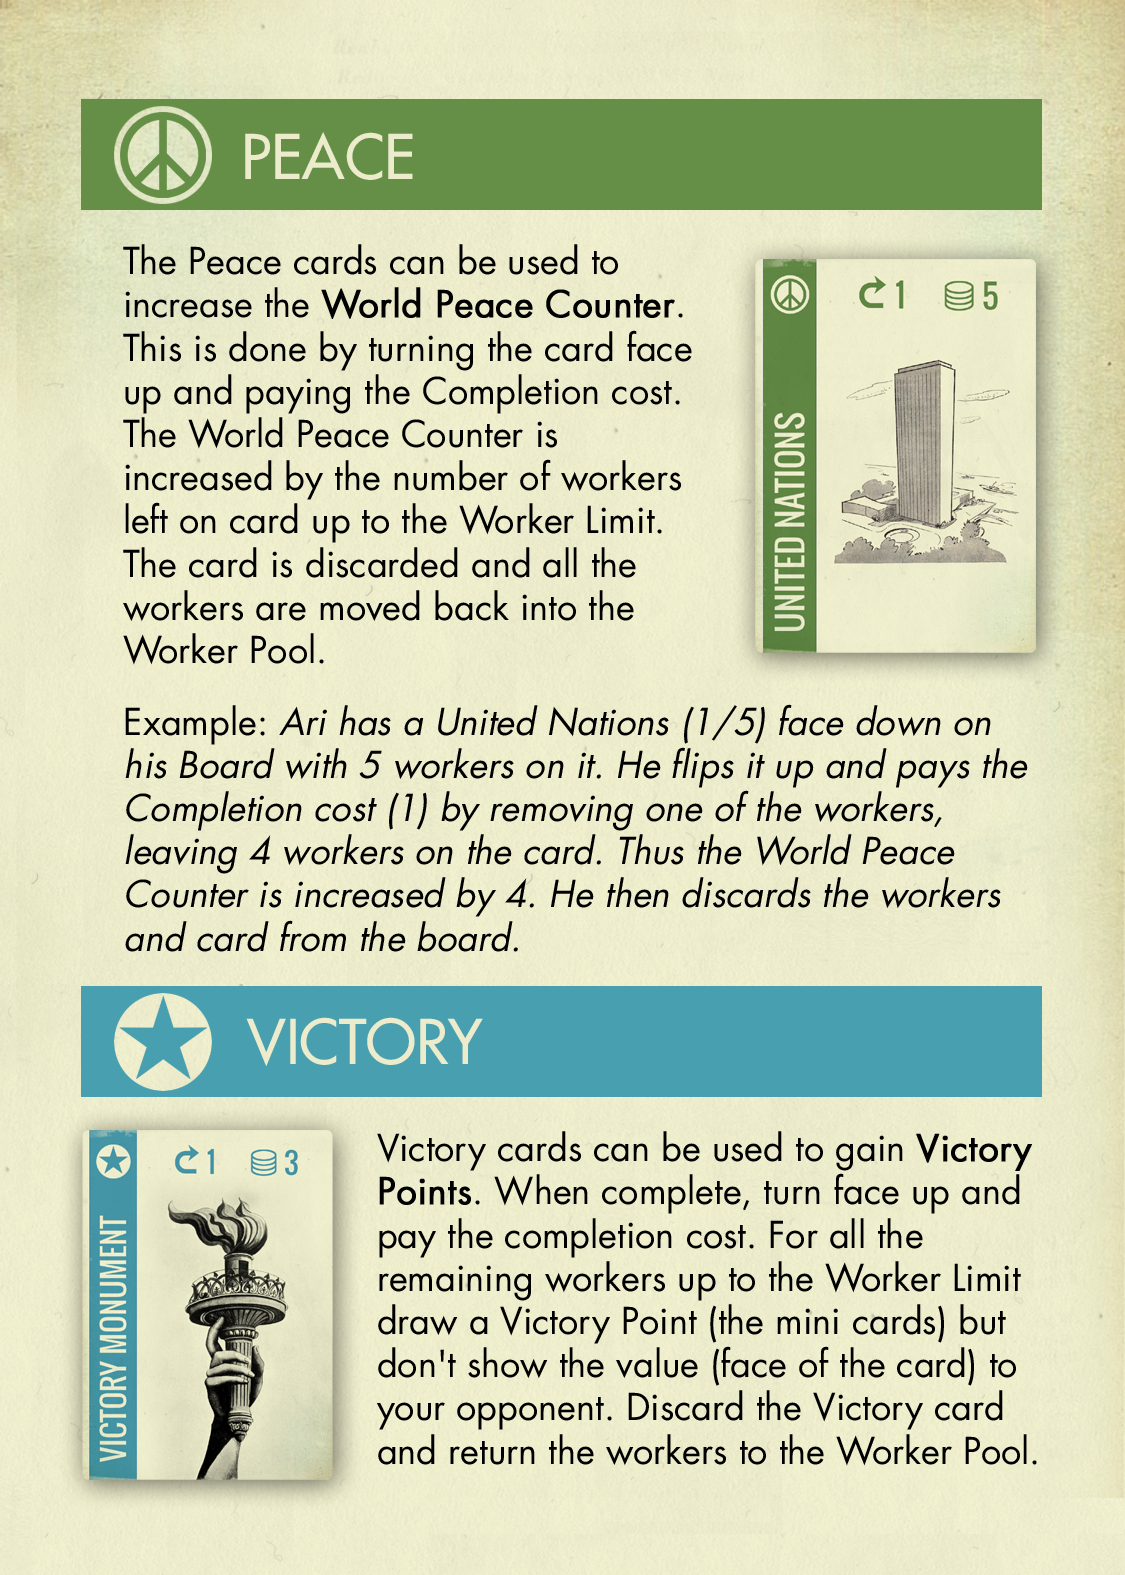 PEACE
The Peace cards can be used to
increase the World Peace Counter.
This is done by turning the card face
up and paying the Completion cost.
The World Peace Counter is
increased by the number of workers
left on card up to the Worker Limit.
The card is discarded and all the
workers are moved back into the
Worker Pool.
1 5
UNITED NATIONS
Example: Ari has a United Nations (1/5) face down on
his Board with 5 workers on it. He flips it up and pays the
Completion cost (1) by removing one of the workers,
leaving 4 workers on the card. Thus the World Peace
Counter is increased by 4. He then discards the workers
and card from the board.
VICTORY
1 3
VICTORY MONUMENT
Victory cards can be used to gain Victory
Points. When complete, turn face up and
pay the completion cost. For all the
remaining workers up to the Worker Limit
draw a Victory Point (the mini cards) but
don't show the value (face of the card) to
your opponent. Discard the Victory card
and return the workers to the Worker Pool.